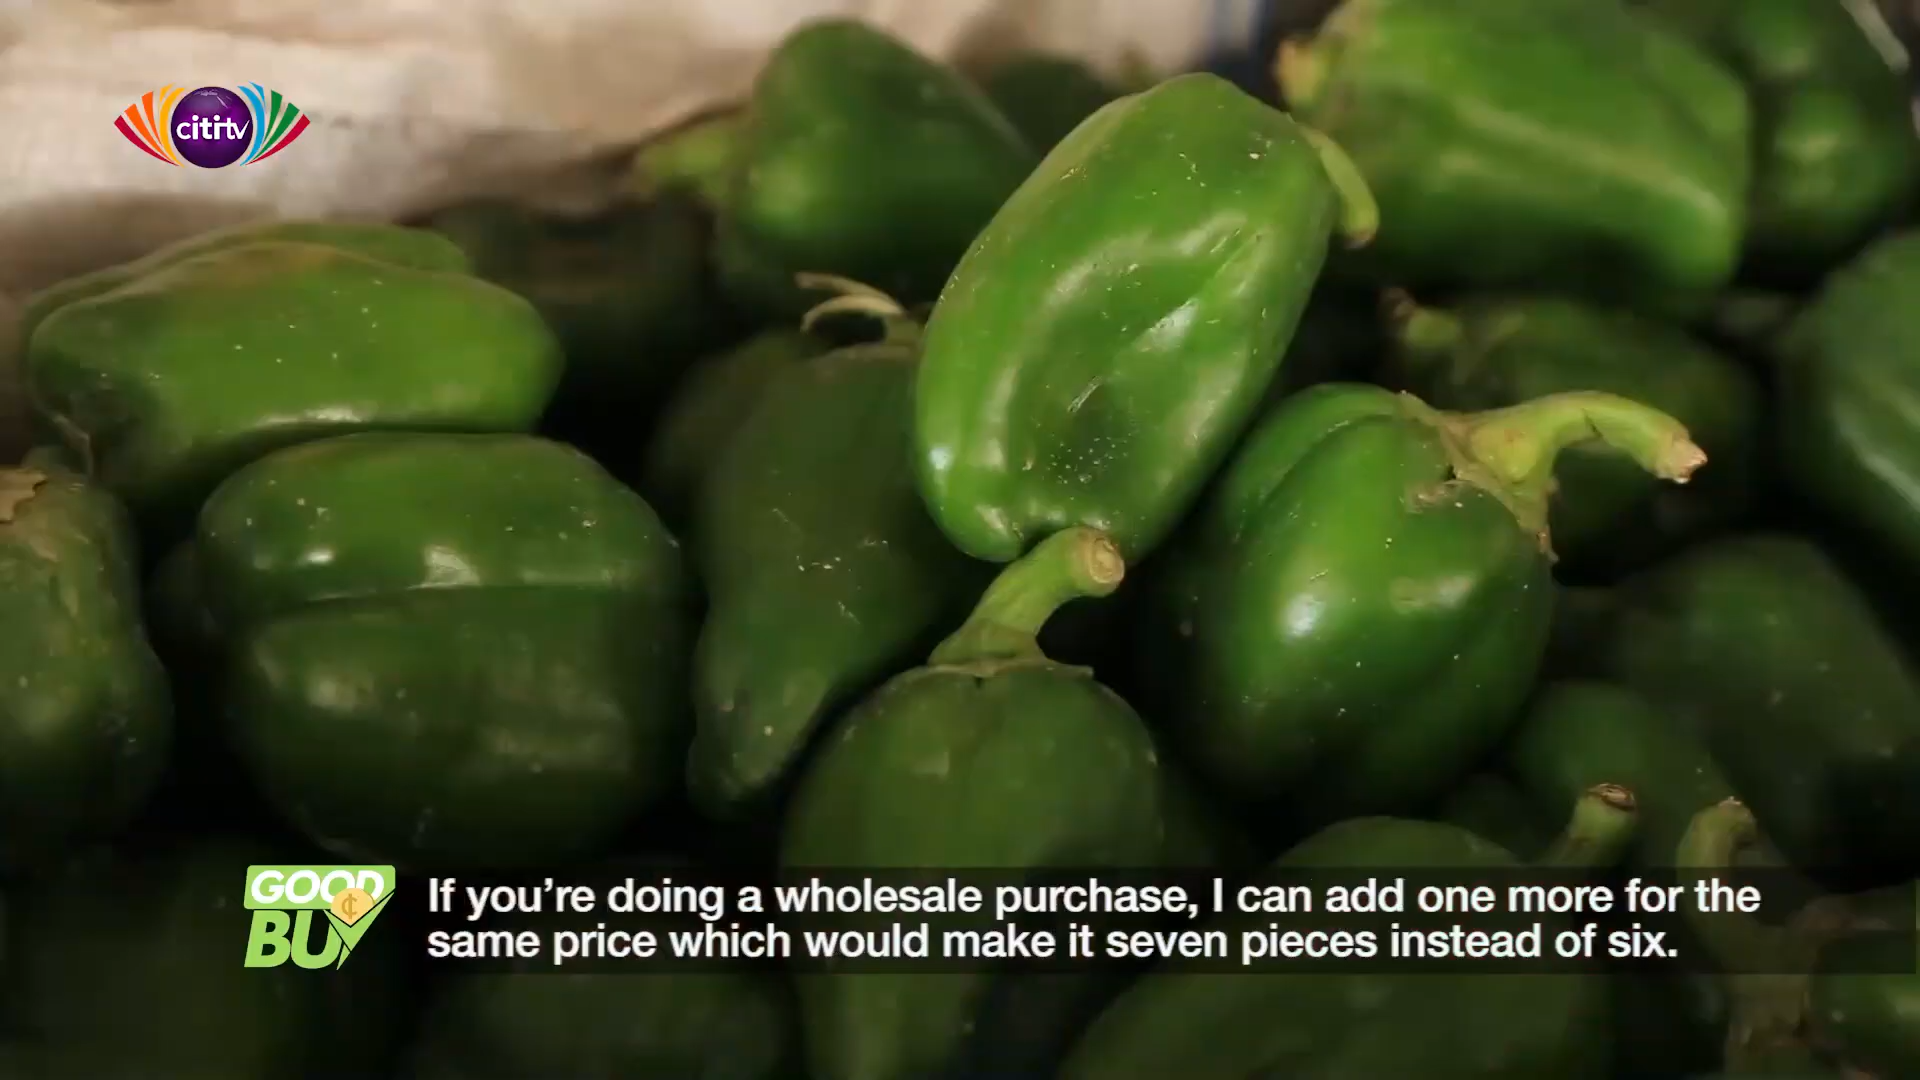 citi tv
GOOD
BUY
If you’re doing a wholesale purchase, I can add one more for the
same price which would make it seven pieces instead of six.